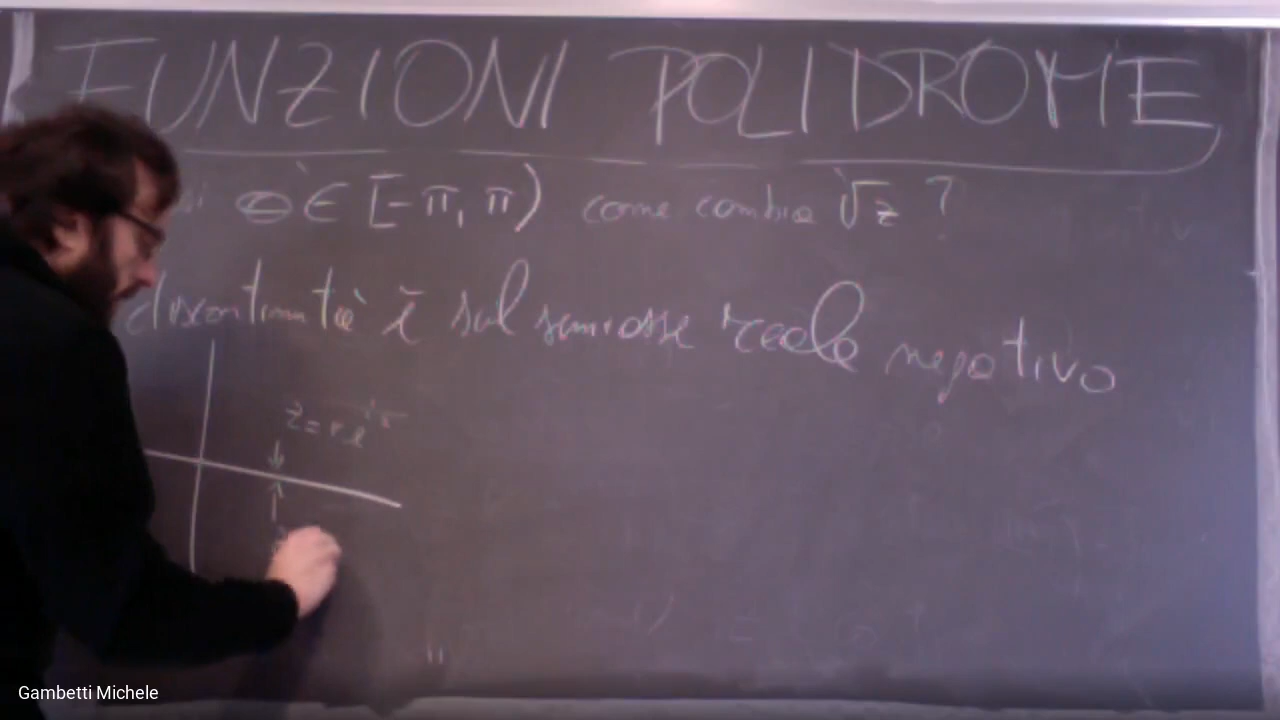 FUNZIONI POLIDROME
θ ∈ [-π, π) come cambia √z ?
discontinuità è sul semiasse reale negativo
z = r e^iπ
Gambetti Michele